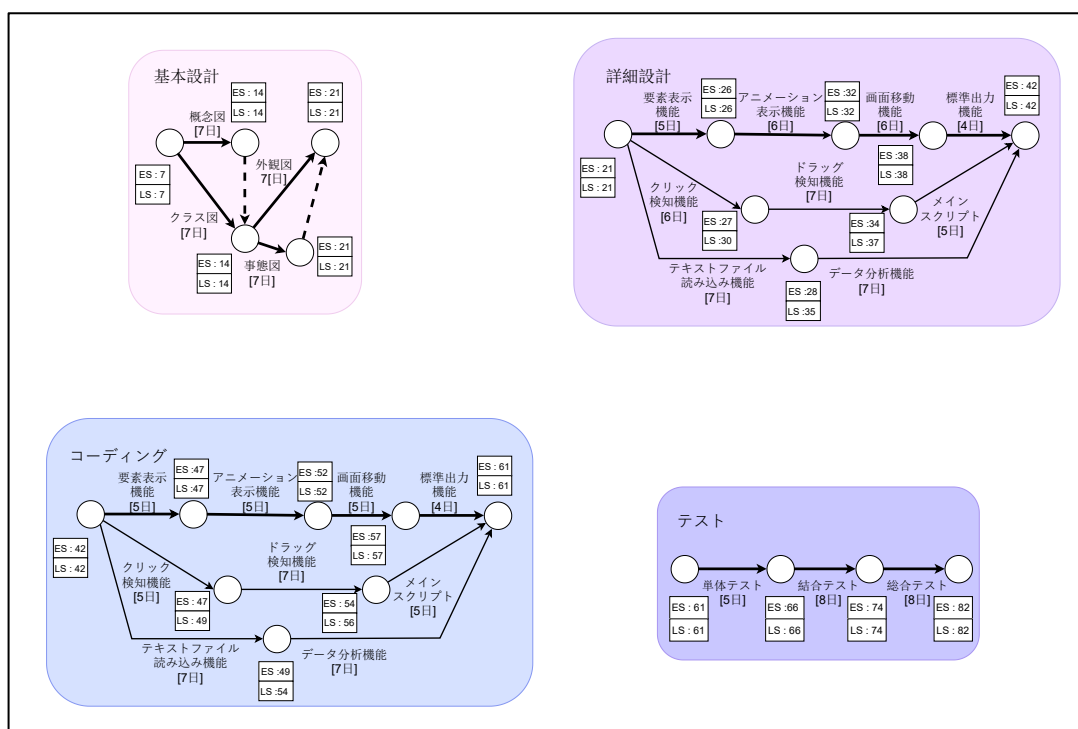 基本設計
ES : 14
LS : 14
ES : 21
LS : 21
概念図
[7日]
外観図
7[日]
ES : 7
LS : 7
クラス図
[7日]
ES : 14
LS : 14
事態図
[7日]
ES : 21
LS : 21
詳細設計
要素表示
機能
[5日]
ES :26
LS :26
アニメーション
表示機能
[6日]
ES :32
LS :32
画面移動
機能
[6日]
標準出力
機能
[4日]
ES : 42
LS : 42
ES : 21
LS : 21
ES : 38
LS : 38
クリック
検知機能
[6日]
ES :27
LS :30
ドラッグ
検知機能
[7日]
ES : 34
LS : 37
メイン
スクリプト
[5日]
テキストファイル
読み込み機能
[7日]
ES :28
LS :35
データ分析機能
[7日]
コーディング
要素表示
機能
[5日]
ES :47
LS :47
アニメーション
表示機能
[5日]
ES :52
LS :52
画面移動
機能
[5日]
標準出力
機能
[4日]
ES : 61
LS : 61
ES : 42
LS : 42
ES :57
LS : 57
クリック
検知機能
[5日]
ES : 47
LS : 49
ドラッグ
検知機能
[7日]
ES : 54
LS : 56
メイン
スクリプト
[5日]
テキストファイル
読み込み機能
[7日]
ES :49
LS :54
データ分析機能
[7日]
テスト
単体テスト
[5日]
結合テスト
[8日]
総合テスト
[8日]
ES : 61
LS : 61
ES : 66
LS : 66
ES : 74
LS : 74
ES : 82
LS : 82